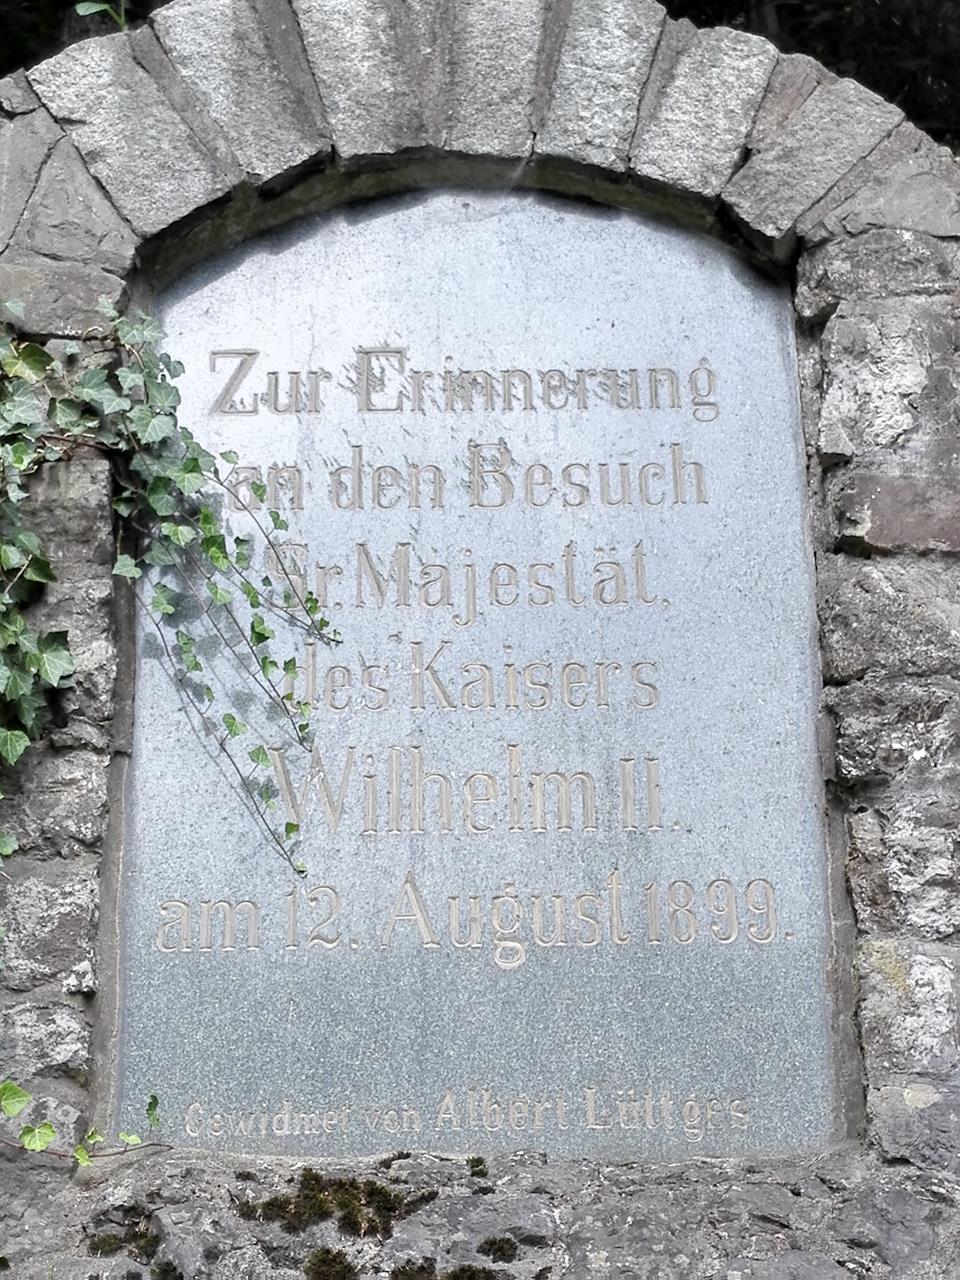 Zur Erinnerung
an den Besuch
Sr. Majestät,
des Kaisers
Wilhelm II.
am 12. August 1899.
Gewidmet von Albert Lüttges